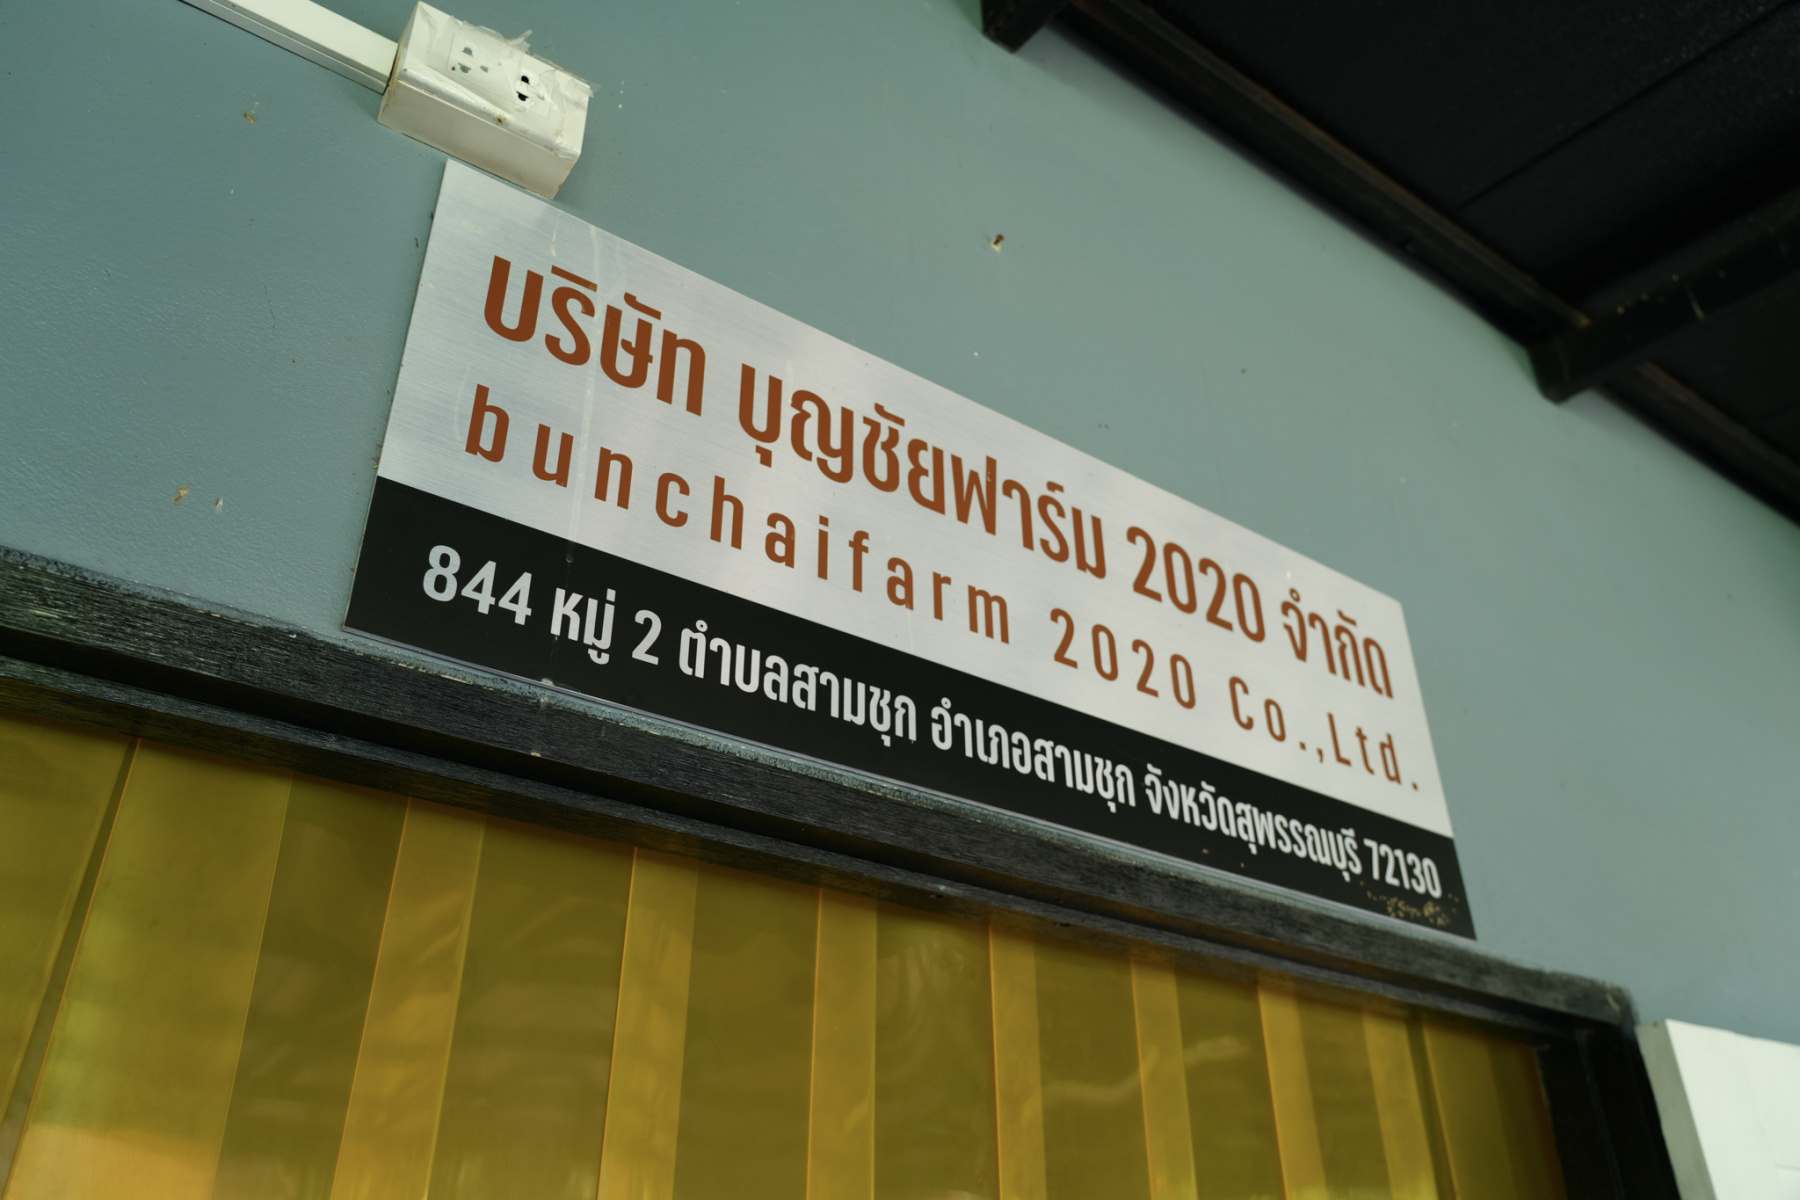 บริษัท บุญชัยฟาร์ม 2020 จำกัด
bunchaifarm 2020 Co.,Ltd.
844 หมู่ 2 ตำบลสามชุก อำเภอสามชุก จังหวัดสุพรรณบุรี 72130